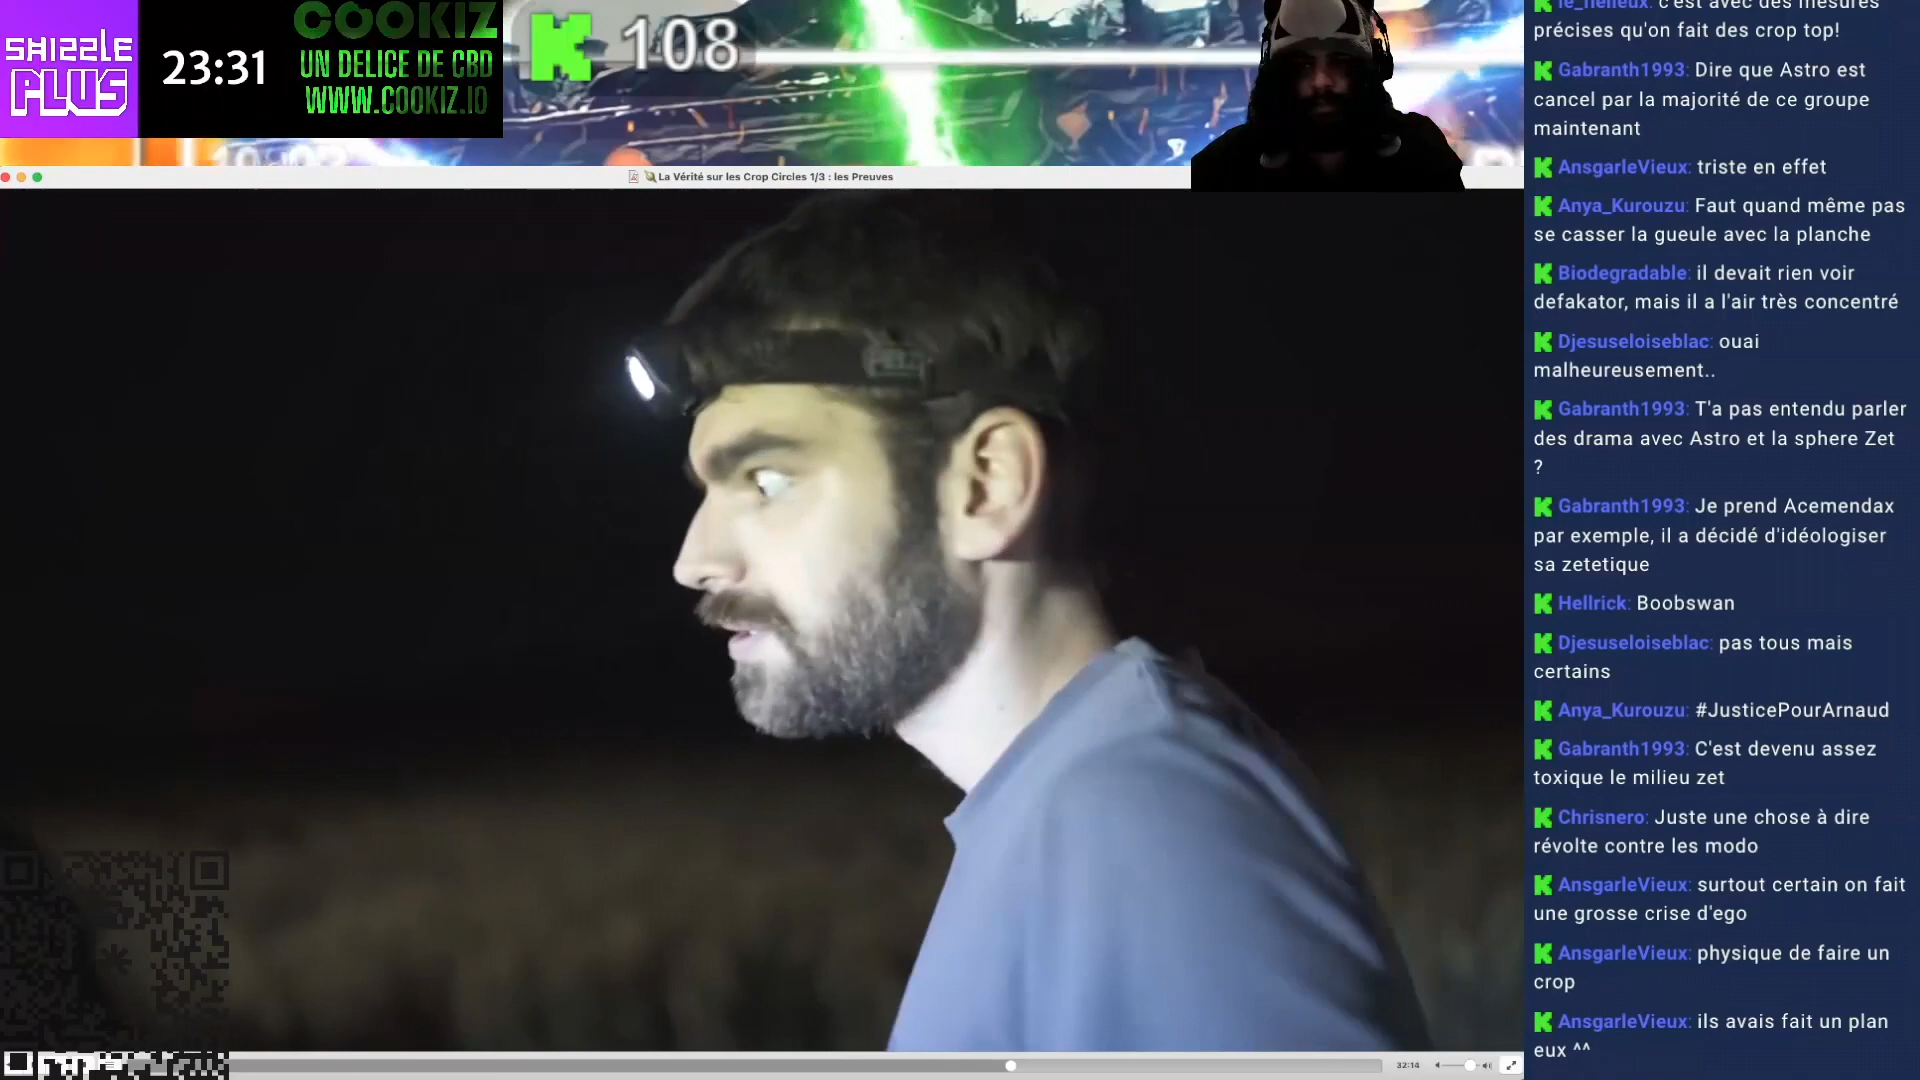 SHIZZLE
PLUS
23:31
COOKIZ
UN DELICE DE CBD
WWW.COOKIZ.IO
108
La Vérité sur les Crop Circles 1/3 : les Preuves
PETZL
32:14
le_helleux: c'est avec des mesures
précises qu'on fait des crop top!
Gabranth1993: Dire que Astro est
cancel par la majorité de ce groupe
maintenant
AnsgarleVieux: triste en effet
Anya_Kurouzu: Faut quand même pas
se casser la gueule avec la planche
Biodegradable: il devait rien voir
defakator, mais il a l'air très concentré
Djesuseloiseblac: ouai
malheureusement..
Gabranth1993: T'a pas entendu parler
des drama avec Astro et la sphere Zet
?
Gabranth1993: Je prend Acemendax
par exemple, il a décidé d'idéologiser
sa zetetique
Hellrick: Boobswan
Djesuseloiseblac: pas tous mais
certains
Anya_Kurouzu: #JusticePourArnaud
Gabranth1993: C'est devenu assez
toxique le milieu zet
Chrisnero: Juste une chose à dire
révolte contre les modo
AnsgarleVieux: surtout certain on fait
une grosse crise d'ego
AnsgarleVieux: physique de faire un
crop
AnsgarleVieux: ils avais fait un plan
eux ^^